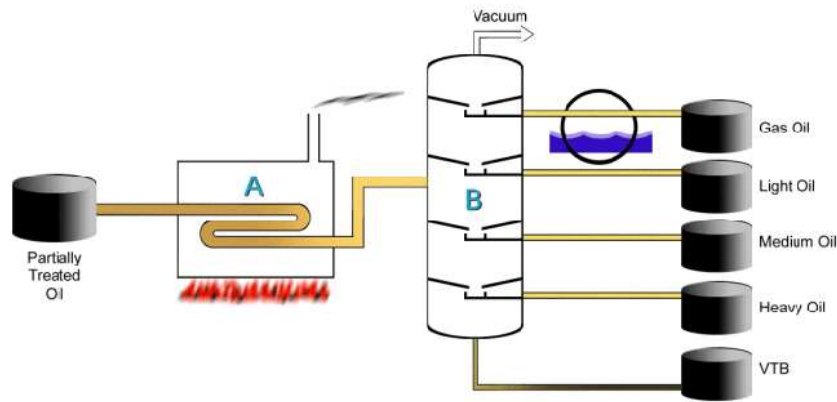 Vacuum
A
B
Partially
Treated
Oil
Gas Oil
Light Oil
Medium Oil
Heavy Oil
VTB